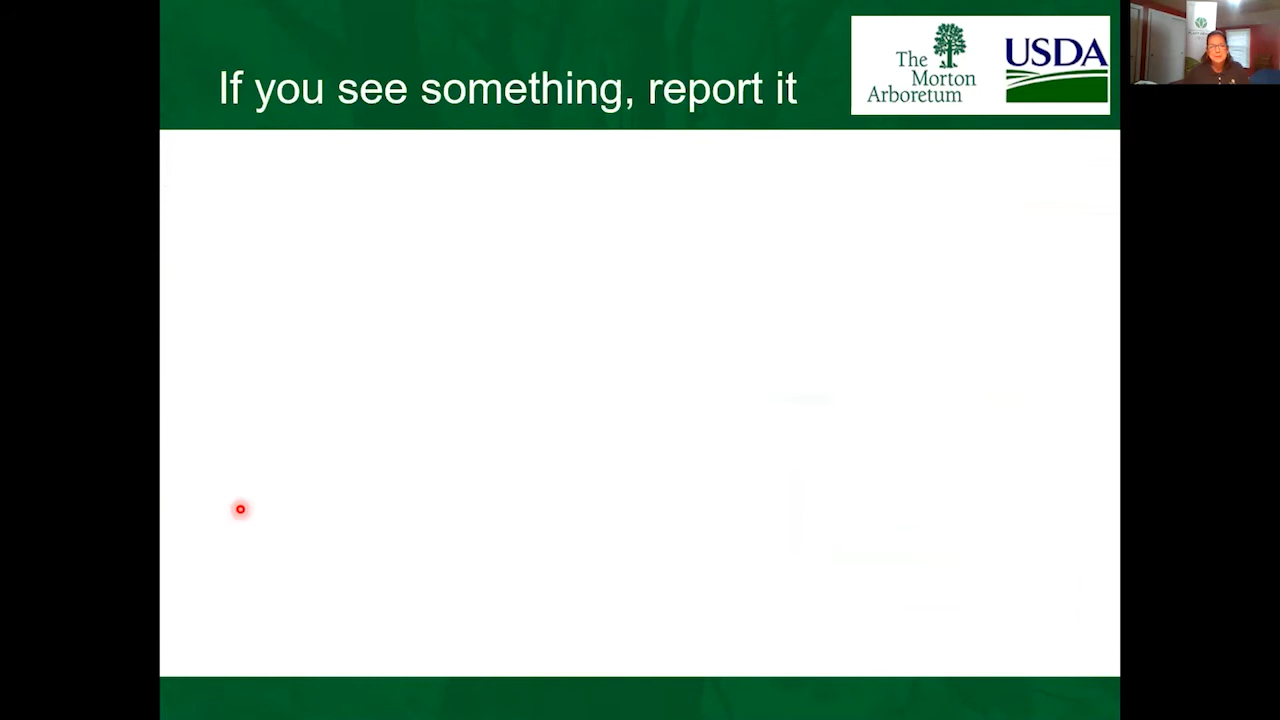 If you see something, report it
The
Morton
Arboretum
USDA